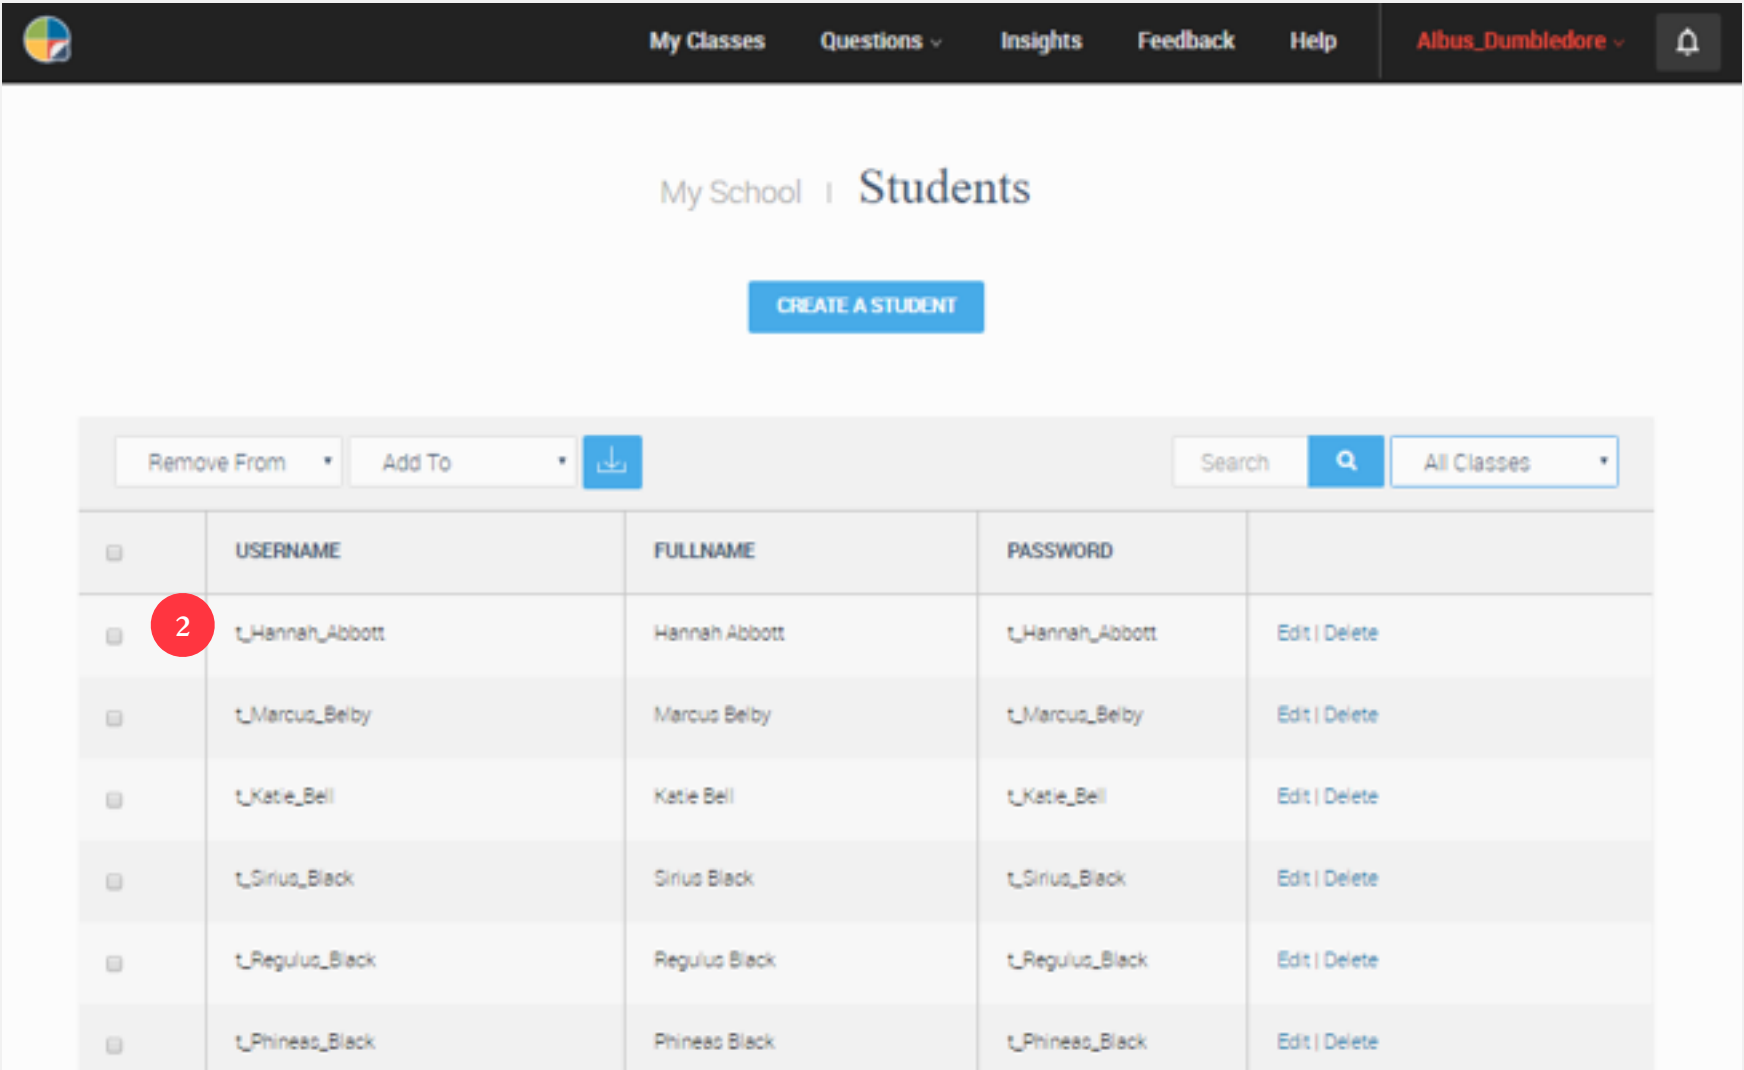 My Classes Questions Insights Feedback Help Albus_Dumbledore
My School | Students
CREATE A STUDENT
Remove From Add To Search All Classes
USERNAME FULLNAME PASSWORD
2 t_Hannah_Abbott Hannah Abbott t_Hannah_Abbott Edit | Delete
t_Marcus_Belby Marcus Belby t_Marcus_Belby Edit | Delete
t_Katie_Bell Katie Bell t_Katie_Bell Edit | Delete
t_Sirius_Black Sirius Black t_Sirius_Black Edit | Delete
t_Regulus_Black Regulus Black t_Regulus_Black Edit | Delete
t_Phineas_Black Phineas Black t_Phineas_Black Edit | Delete